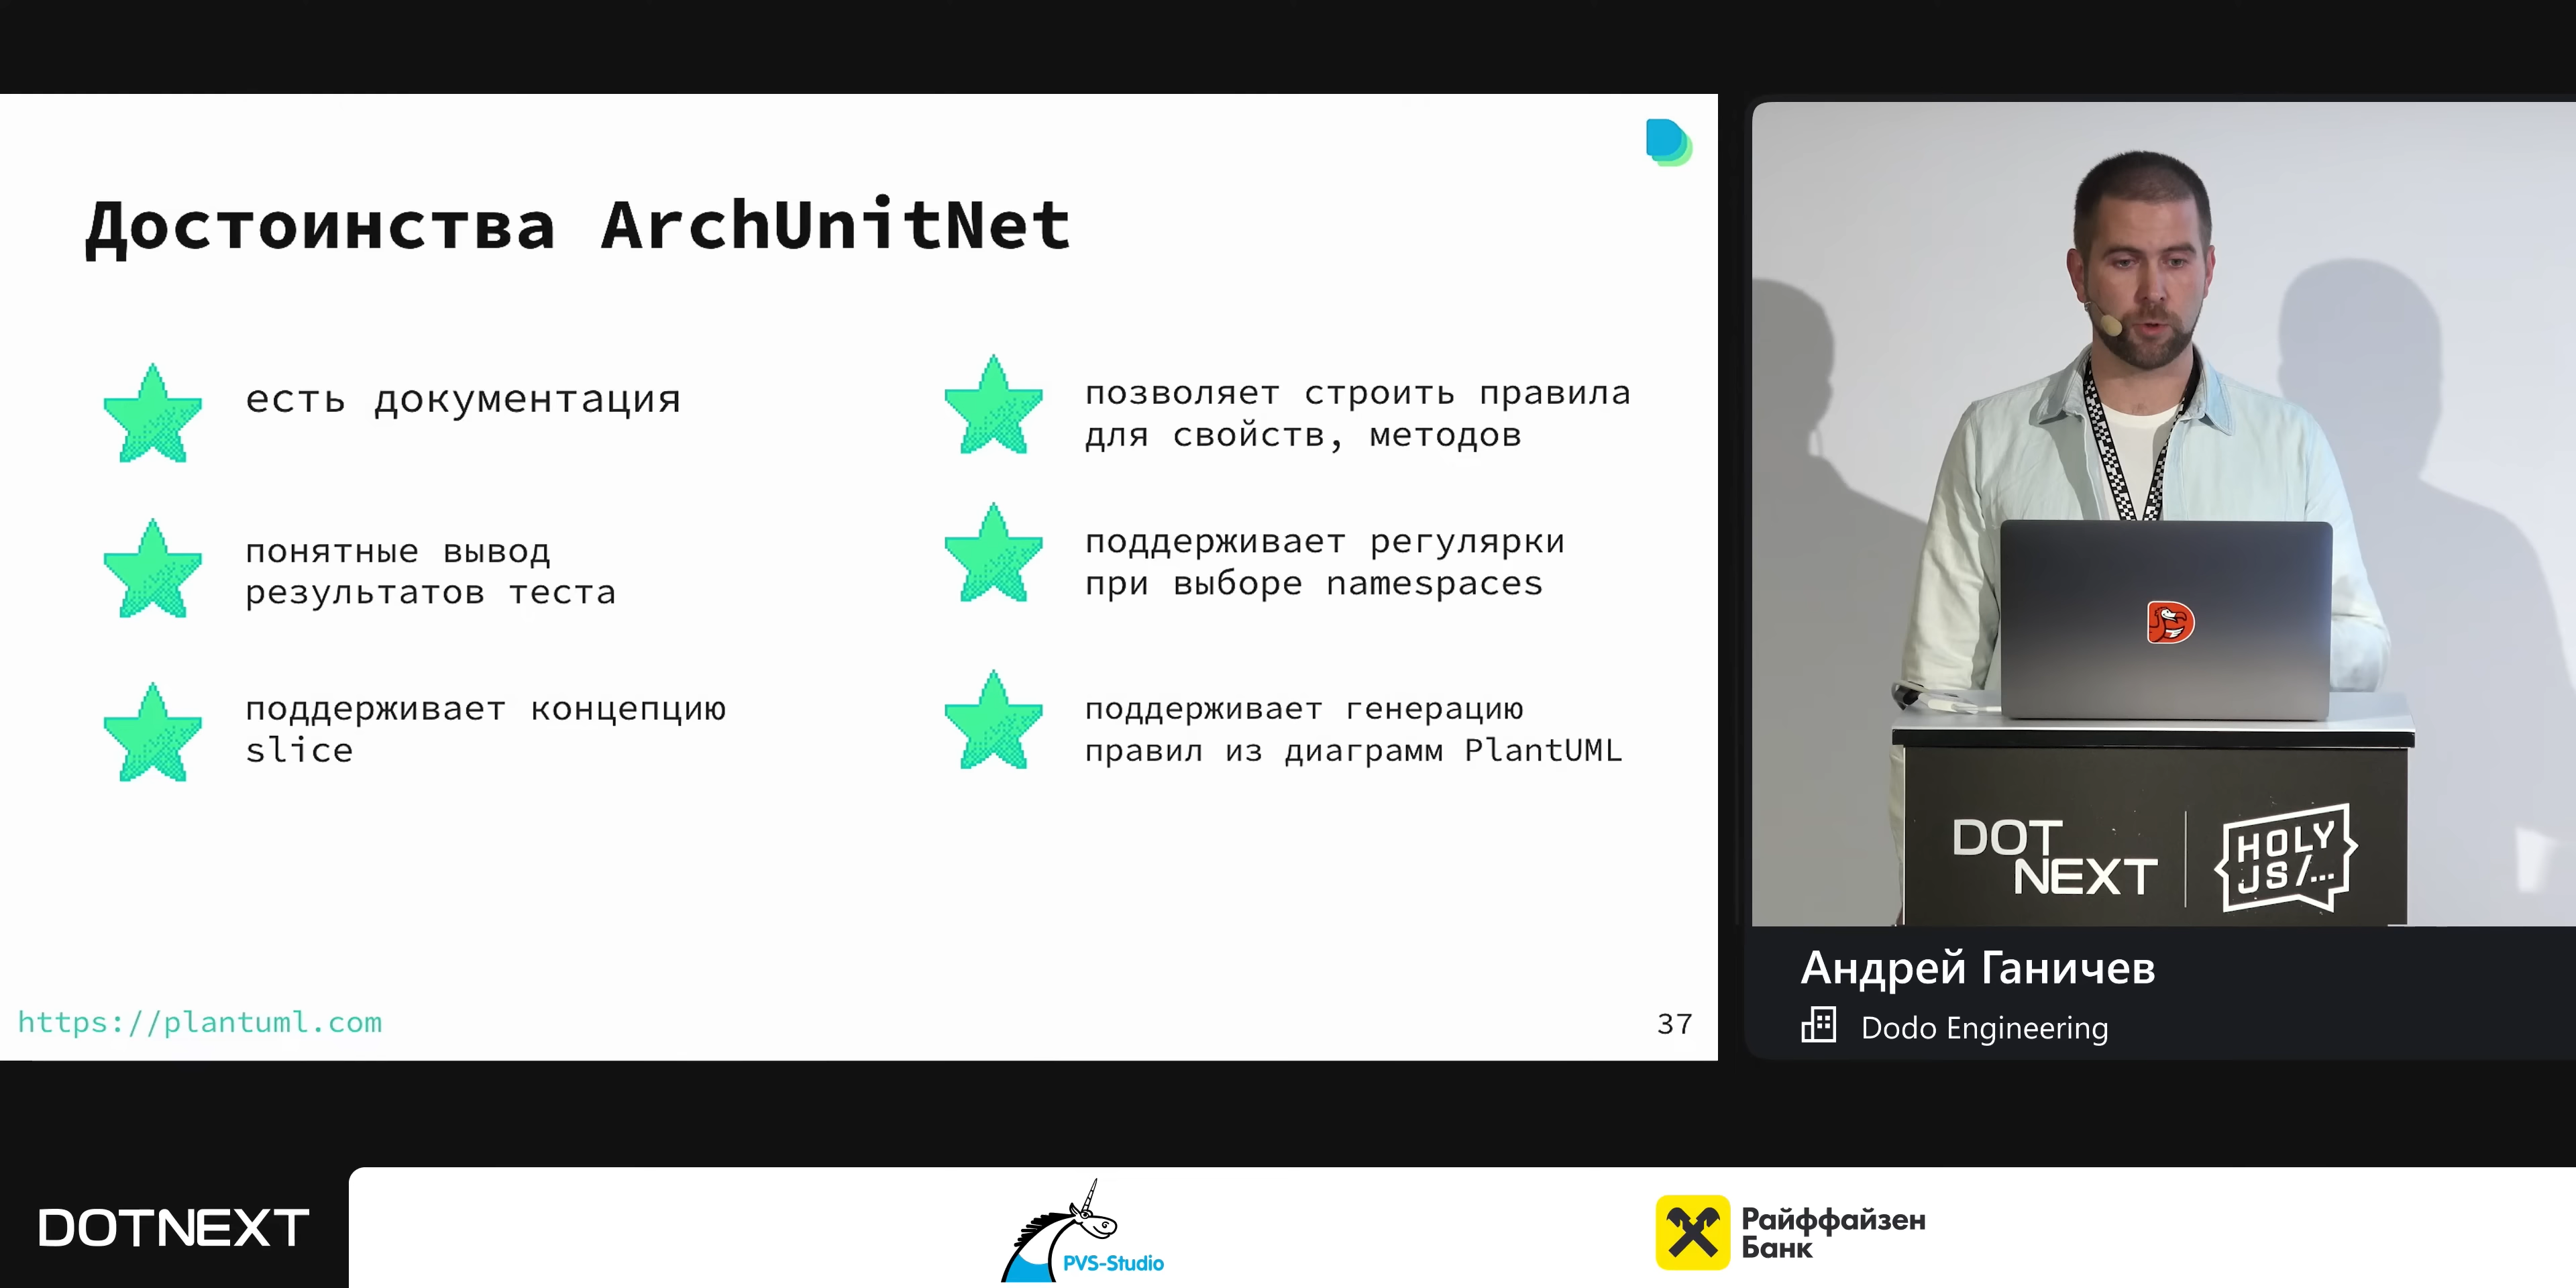 Достоинства ArchUnitNet
есть документация
понятные вывод
результатов теста
поддерживает концепцию
slice
позволяет строить правила
для свойств, методов
поддерживает регулярки
при выборе namespaces
поддерживает генерацию
правил из диаграмм PlantUML
https://plantuml.com
37
DOT
NEXT
HOLY
JS/...
Андрей Ганичев
Dodo Engineering
DOTNEXT
PVS-Studio
Райффайзен
Банк